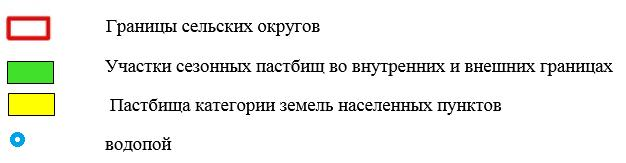 Границы сельских округов
Участки сезонных пастбищ во внутренних и внешних границах
Пастбища категории земель населенных пунктов
водопой